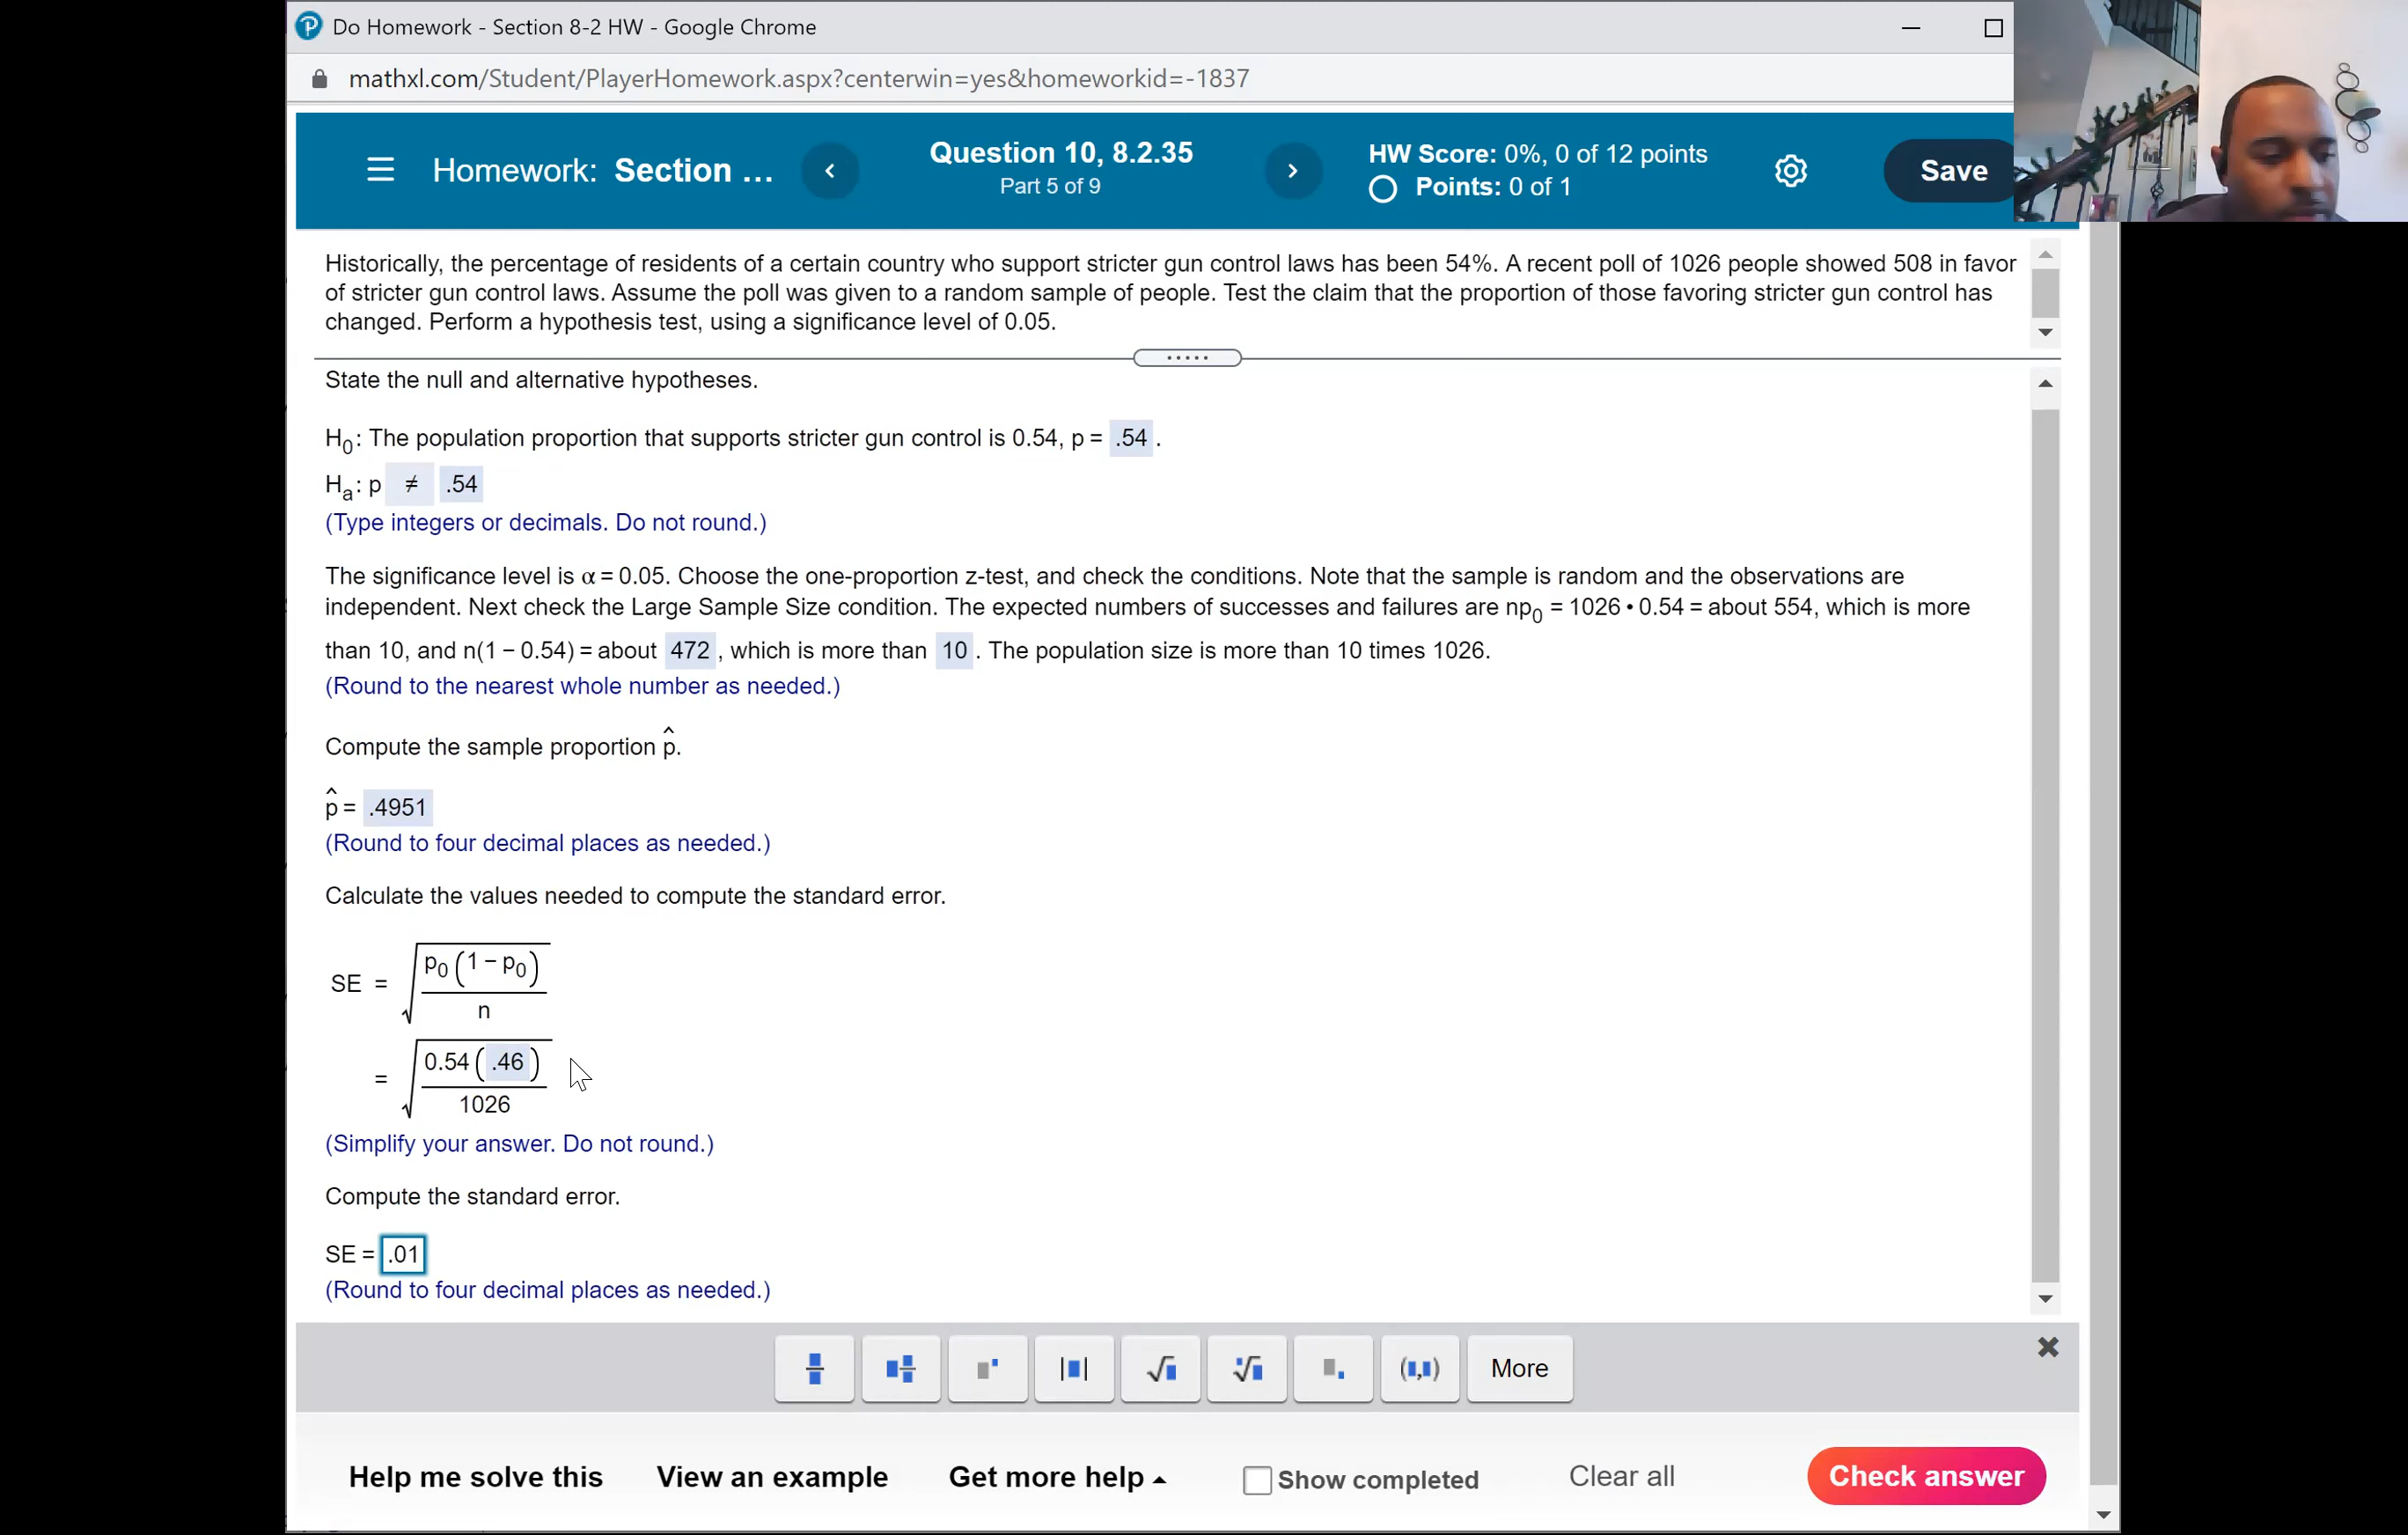 Do Homework - Section 8-2 HW - Google Chrome
mathxl.com/Student/PlayerHomework.aspx?centerwin=yes&homeworkid=-1837
Homework: Section ...
Question 10, 8.2.35
Part 5 of 9
HW Score: 0%, 0 of 12 points
Points: 0 of 1
Save
Historically, the percentage of residents of a certain country who support stricter gun control laws has been 54%. A recent poll of 1026 people showed 508 in favor
of stricter gun control laws. Assume the poll was given to a random sample of people. Test the claim that the proportion of those favoring stricter gun control has
changed. Perform a hypothesis test, using a significance level of 0.05.
State the null and alternative hypotheses.
H₀: The population proportion that supports stricter gun control is 0.54, p = .54.
Hₐ: p ≠ .54
(Type integers or decimals. Do not round.)
The significance level is α = 0.05. Choose the one-proportion z-test, and check the conditions. Note that the sample is random and the observations are
independent. Next check the Large Sample Size condition. The expected numbers of successes and failures are np₀ = 1026 • 0.54 = about 554, which is more
than 10, and n(1 − 0.54) = about 472, which is more than 10. The population size is more than 10 times 1026.
(Round to the nearest whole number as needed.)
Compute the sample proportion p̂.
p̂ = .4951
(Round to four decimal places as needed.)
Calculate the values needed to compute the standard error.
SE = √(p₀(1 − p₀)/n)
= √(0.54(.46)/1026)
(Simplify your answer. Do not round.)
Compute the standard error.
SE = .01
(Round to four decimal places as needed.)
More
Help me solve this
View an example
Get more help
Show completed
Clear all
Check answer